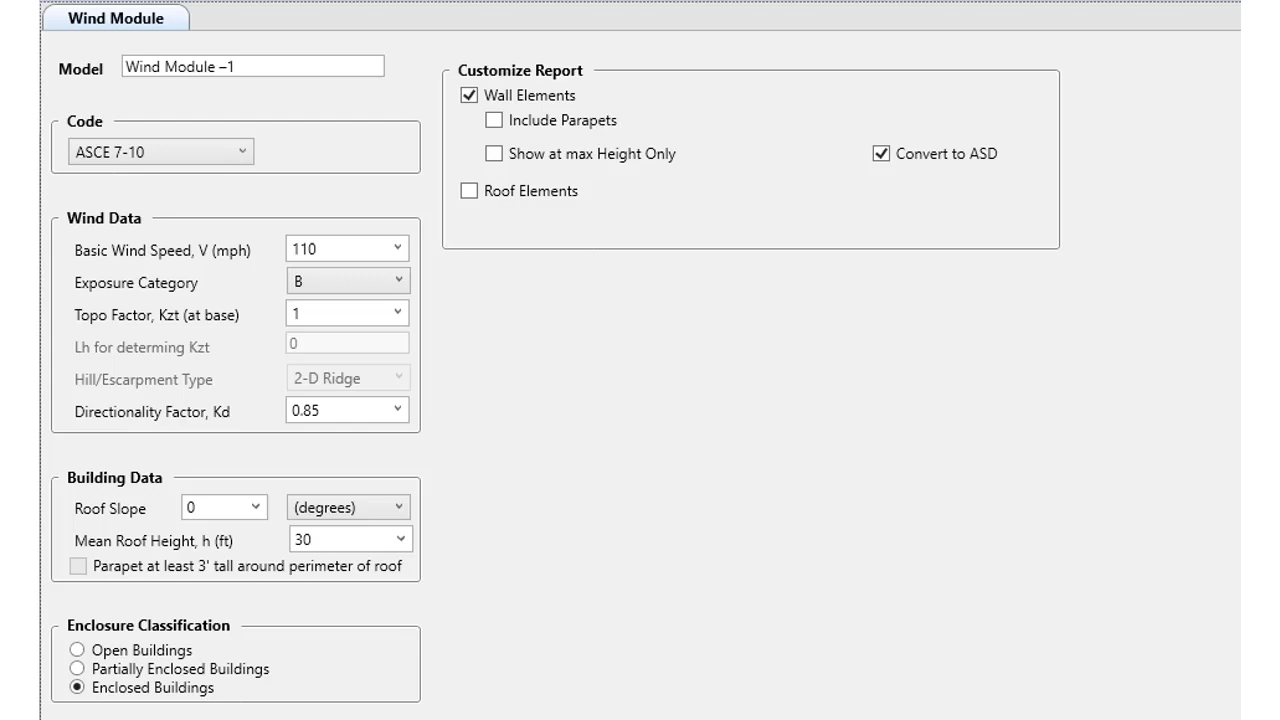 Wind Module
Model Wind Module –1
Code
ASCE 7-10
Wind Data
Basic Wind Speed, V (mph) 110
Exposure Category B
Topo Factor, Kzt (at base) 1
Lh for determing Kzt 0
Hill/Escarpment Type 2-D Ridge
Directionality Factor, Kd 0.85
Building Data
Roof Slope 0 (degrees)
Mean Roof Height, h (ft) 30
Parapet at least 3' tall around perimeter of roof
Enclosure Classification
Open Buildings
Partially Enclosed Buildings
Enclosed Buildings
Customize Report
Wall Elements
Include Parapets
Show at max Height Only Convert to ASD
Roof Elements